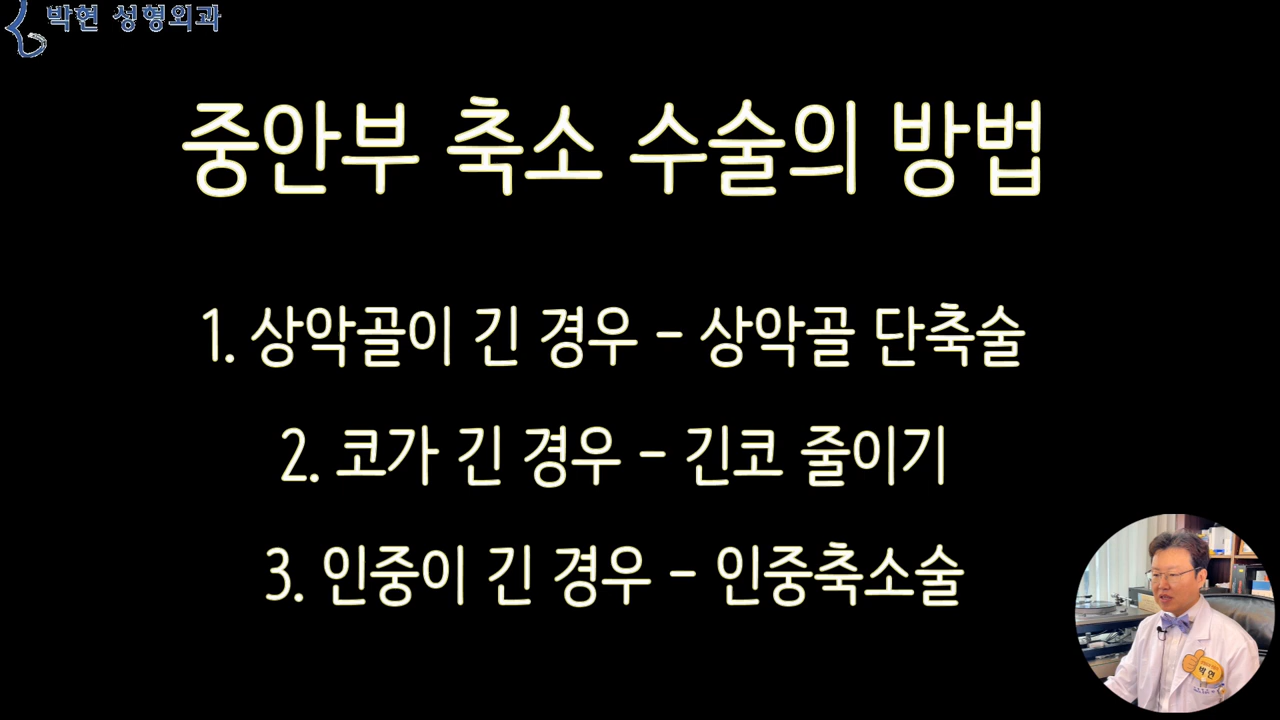 박현 성형외과
중안부 축소 수술의 방법
1. 상악골이 긴 경우 - 상악골 단축술
2. 코가 긴 경우 - 긴코 줄이기
3. 인중이 긴 경우 - 인중축소술
박현